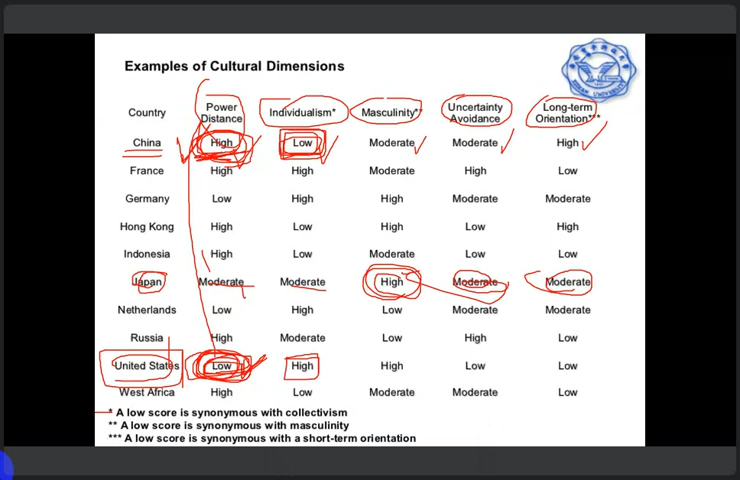 Examples of Cultural Dimensions
Country Power Distance Individualism* Masculinity** Uncertainty Avoidance Long-term Orientation***
China High Low Moderate Moderate High
France High High Moderate High Low
Germany Low High High Moderate Moderate
Hong Kong High Low High Low High
Indonesia High Low Moderate Low Low
Japan Moderate Moderate High Moderate Moderate
Netherlands Low High Low Moderate Moderate
Russia High Moderate Low High Low
United States Low High High Low Low
West Africa High Low Moderate Moderate Low
* A low score is synonymous with collectivism
** A low score is synonymous with masculinity
*** A low score is synonymous with a short-term orientation